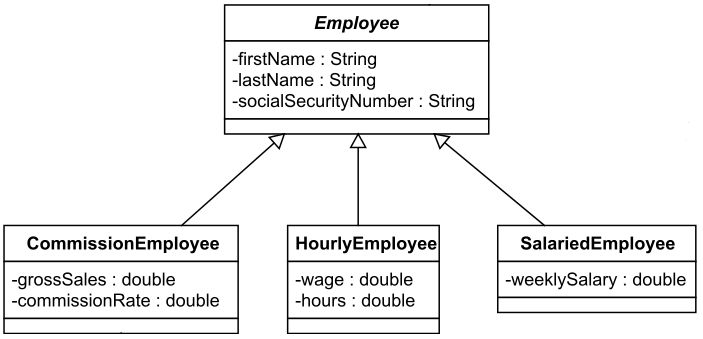 Employee
-firstName : String
-lastName : String
-socialSecurityNumber : String
CommissionEmployee
-grossSales : double
-commissionRate : double
HourlyEmployee
-wage : double
-hours : double
SalariedEmployee
-weeklySalary : double